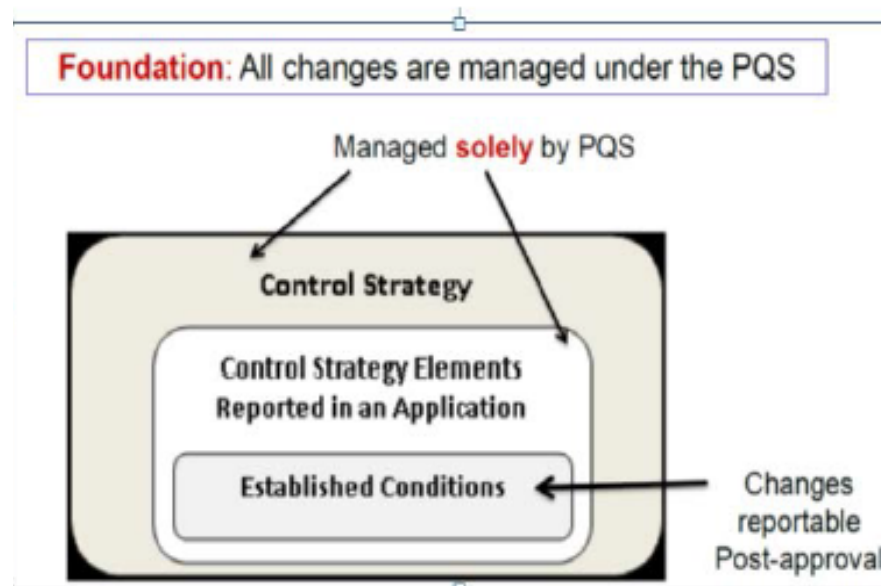 Foundation: All changes are managed under the PQS
Managed solely by PQS
Control Strategy
Control Strategy Elements
Reported in an Application
Established Conditions
Changes
reportable
Post-approval